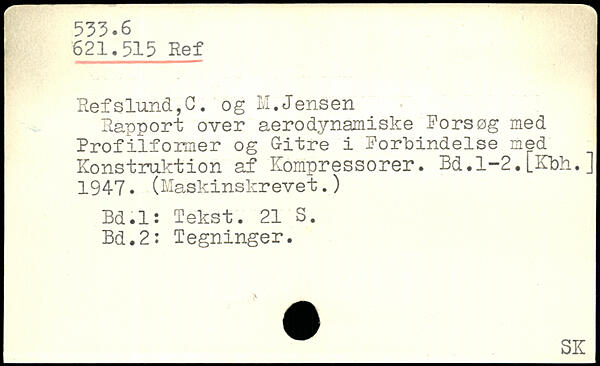 533.6
621.515 Ref
Refslund,C. og M.Jensen
Rapport over aerodynamiske Forsøg med
Profilformer og Gitre i Forbindelse med
Konstruktion af Kompressorer. Bd.1-2.[Kbh.]
1947. (Maskinskrevet.)
Bd.1: Tekst. 21 S.
Bd.2: Tegninger.
SK